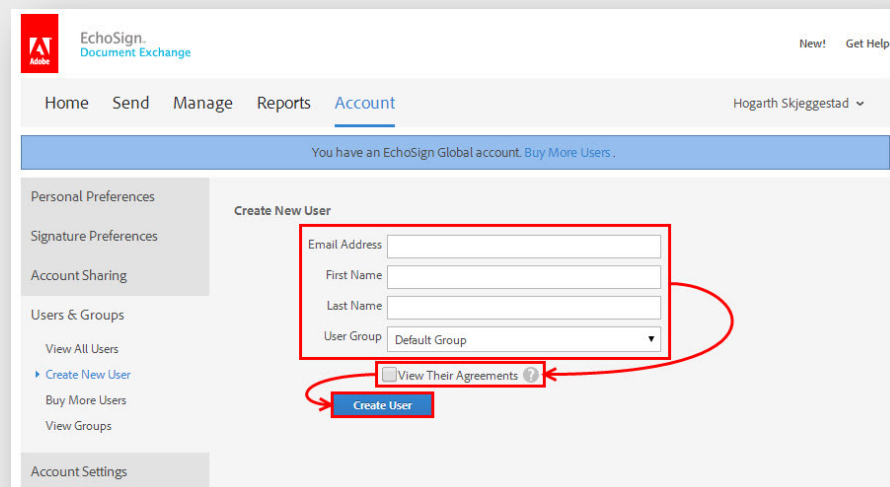 EchoSign™
Document Exchange
Adobe
New! Get Help
Home Send Manage Reports Account
Hogarth Skjeggestad
You have an EchoSign Global account. Buy More Users .
Personal Preferences
Signature Preferences
Account Sharing
Users & Groups
View All Users
Create New User
Buy More Users
View Groups
Account Settings
Create New User
Email Address
First Name
Last Name
User Group Default Group
View Their Agreements ?
Create User